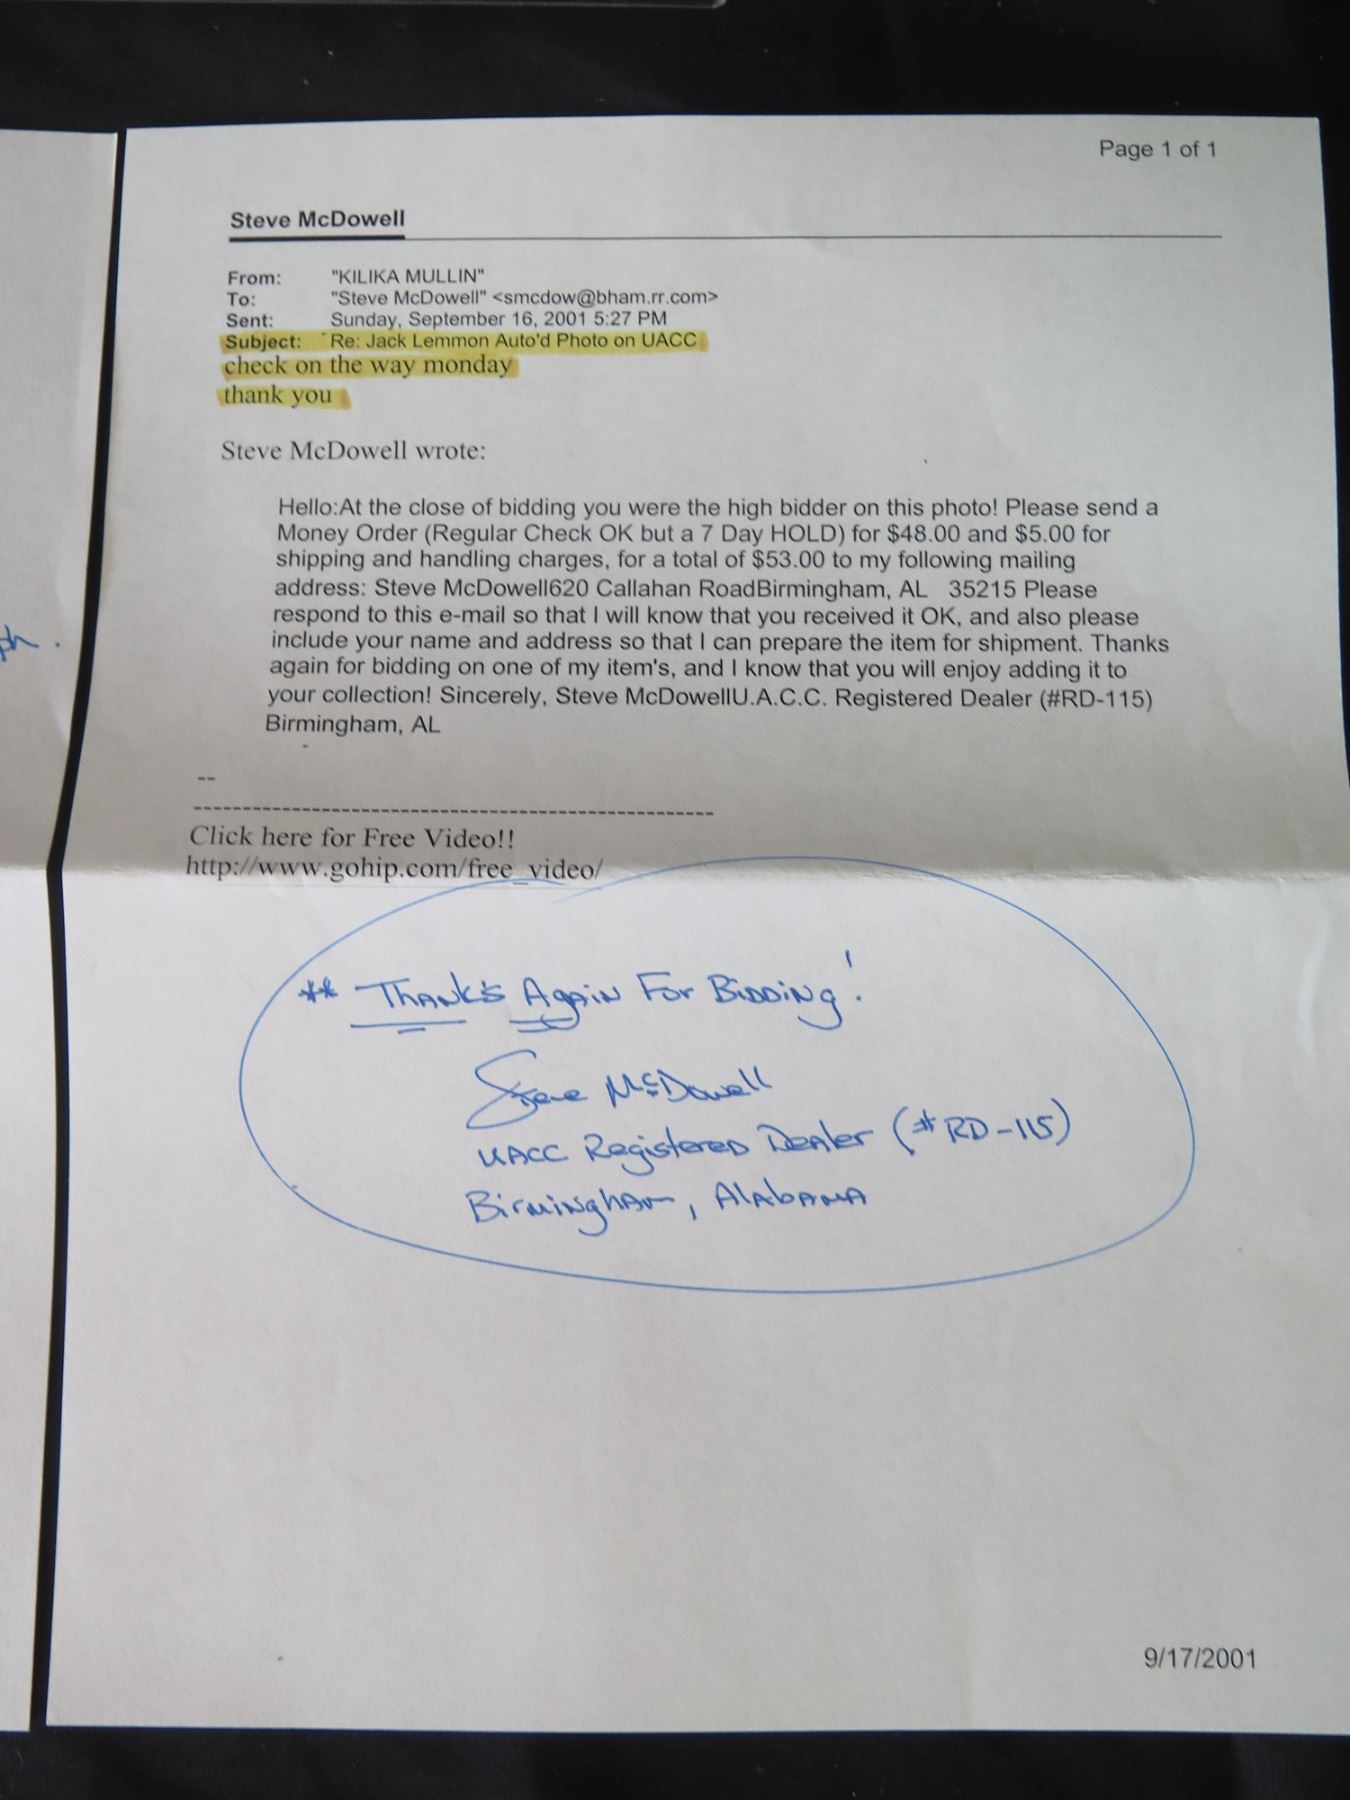 Page 1 of 1
Steve McDowell
From: "KILIKA MULLIN"
To: "Steve McDowell" <smcdow@bham.rr.com>
Sent: Sunday, September 16, 2001 5:27 PM
Subject: Re: Jack Lemmon Auto'd Photo on UACC
check on the way monday
thank you
Steve McDowell wrote:
Hello:At the close of bidding you were the high bidder on this photo! Please send a
Money Order (Regular Check OK but a 7 Day HOLD) for $48.00 and $5.00 for
shipping and handling charges, for a total of $53.00 to my following mailing
address: Steve McDowell620 Callahan RoadBirmingham, AL 35215 Please
respond to this e-mail so that I will know that you received it OK, and also please
include your name and address so that I can prepare the item for shipment. Thanks
again for bidding on one of my item's, and I know that you will enjoy adding it to
your collection! Sincerely, Steve McDowellU.A.C.C. Registered Dealer (#RD-115)
Birmingham, AL
--
-----------------------------------------------------
Click here for Free Video!!
http://www.gohip.com/free_video/
** Thank's Again For Bidding!
Steve McDowell
UACC Registered Dealer (#RD-115)
Birmingham, Alabama
9/17/2001